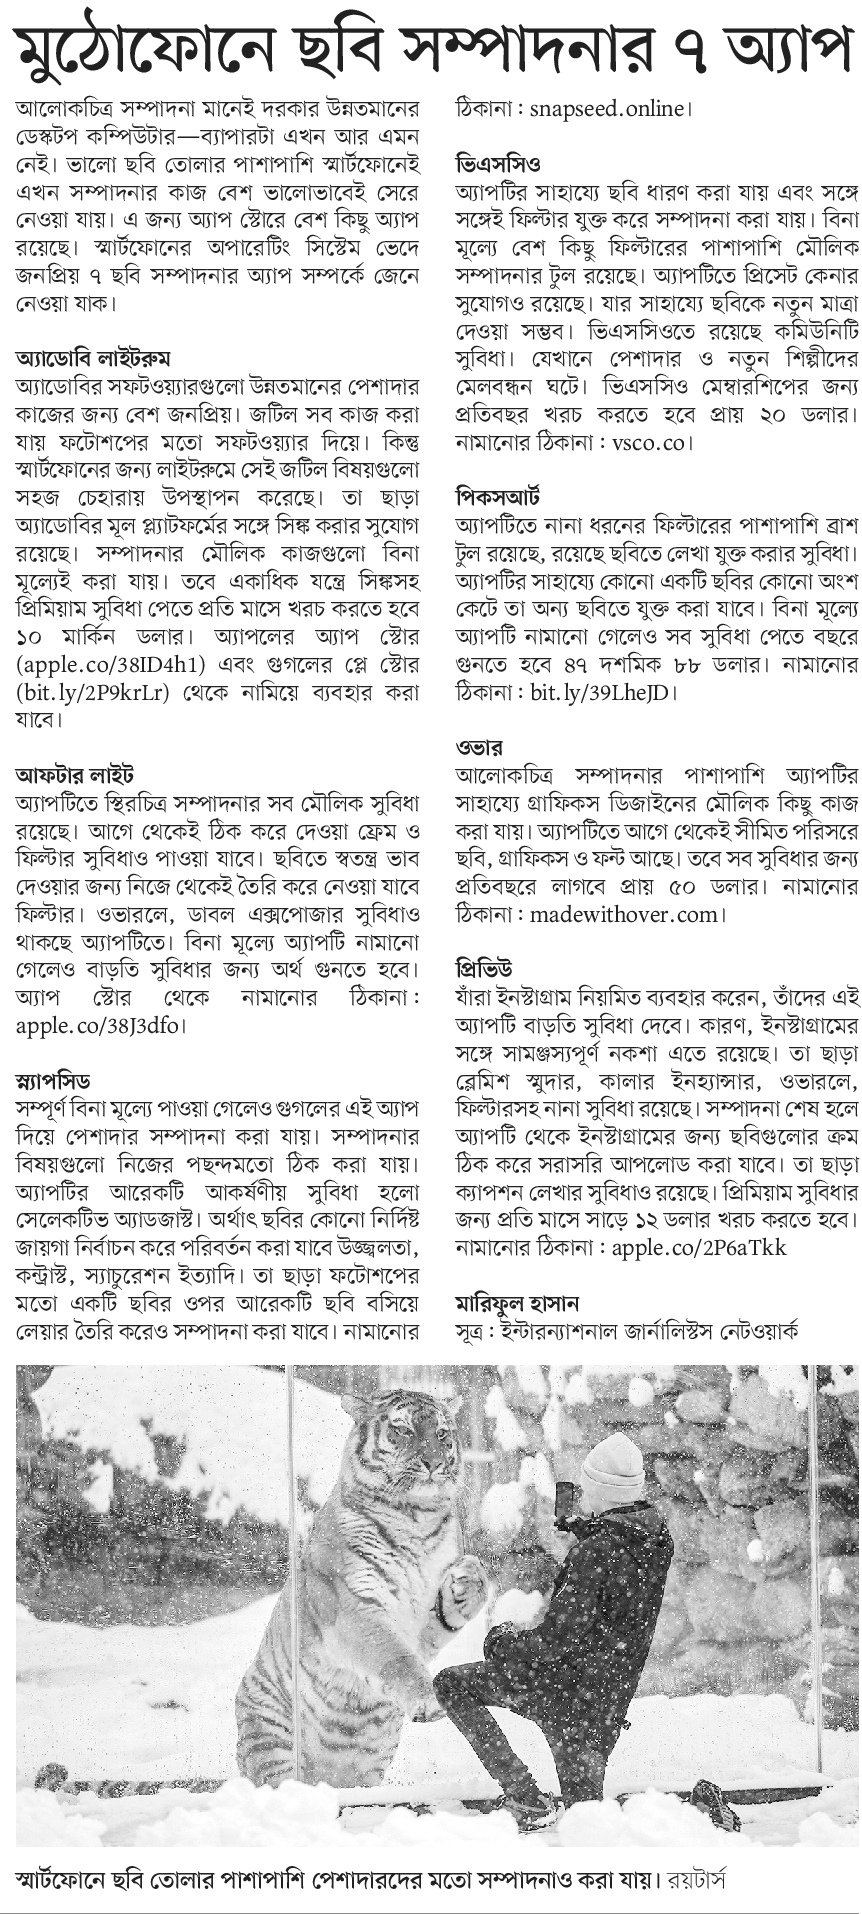 মুঠোফোনে ছবি সম্পাদনার ৭ অ্যাপ
আলোকচিত্র সম্পাদনা মানেই দরকার উন্নতমানের
ডেস্কটপ কম্পিউটার—ব্যাপারটা এখন আর এমন
নেই। ভালো ছবি তোলার পাশাপাশি স্মার্টফোনেই
এখন সম্পাদনার কাজ বেশ ভালোভাবেই সেরে
নেওয়া যায়। এ জন্য অ্যাপ স্টোরে বেশ কিছু অ্যাপ
রয়েছে। স্মার্টফোনের অপারেটিং সিস্টেম ভেদে
জনপ্রিয় ৭ ছবি সম্পাদনার অ্যাপ সম্পর্কে জেনে
নেওয়া যাক।
অ্যাডোবি লাইটরুম
অ্যাডোবির সফটওয়্যারগুলো উন্নতমানের পেশাদার
কাজের জন্য বেশ জনপ্রিয়। জটিল সব কাজ করা
যায় ফটোশপের মতো সফটওয়্যার দিয়ে। কিন্তু
স্মার্টফোনের জন্য লাইটরুমে সেই জটিল বিষয়গুলো
সহজ চেহারায় উপস্থাপন করেছে। তা ছাড়া
অ্যাডোবির মূল প্ল্যাটফর্মের সঙ্গে সিঙ্ক করার সুযোগ
রয়েছে। সম্পাদনার মৌলিক কাজগুলো বিনা
মূল্যেই করা যায়। তবে একাধিক যন্ত্রে সিঙ্কসহ
প্রিমিয়াম সুবিধা পেতে প্রতি মাসে খরচ করতে হবে
১০ মার্কিন ডলার। অ্যাপলের অ্যাপ স্টোর
(apple.co/38ID4h1) এবং গুগলের প্লে স্টোর
(bit.ly/2P9krLr) থেকে নামিয়ে ব্যবহার করা
যাবে।
আফটার লাইট
অ্যাপটিতে স্থিরচিত্র সম্পাদনার সব মৌলিক সুবিধা
রয়েছে। আগে থেকেই ঠিক করে দেওয়া ফ্রেম ও
ফিল্টার সুবিধাও পাওয়া যাবে। ছবিতে স্বতন্ত্র ভাব
দেওয়ার জন্য নিজে থেকেই তৈরি করে নেওয়া যাবে
ফিল্টার। ওভারলে, ডাবল এক্সপোজার সুবিধাও
থাকছে অ্যাপটিতে। বিনা মূল্যে অ্যাপটি নামানো
গেলেও বাড়তি সুবিধার জন্য অর্থ গুনতে হবে।
অ্যাপ স্টোর থেকে নামানোর ঠিকানা :
apple.co/38J3dfo।
স্ন্যাপসিড
সম্পূর্ণ বিনা মূল্যে পাওয়া গেলেও গুগলের এই অ্যাপ
দিয়ে পেশাদার সম্পাদনা করা যায়। সম্পাদনার
বিষয়গুলো নিজের পছন্দমতো ঠিক করা যায়।
অ্যাপটির আরেকটি আকর্ষণীয় সুবিধা হলো
সেলেকটিভ অ্যাডজাস্ট। অর্থাৎ ছবির কোনো নির্দিষ্ট
জায়গা নির্বাচন করে পরিবর্তন করা যাবে উজ্জ্বলতা,
কন্ট্রাস্ট, স্যাচুরেশন ইত্যাদি। তা ছাড়া ফটোশপের
মতো একটি ছবির ওপর আরেকটি ছবি বসিয়ে
লেয়ার তৈরি করেও সম্পাদনা করা যাবে। নামানোর
ঠিকানা : snapseed.online।
ভিএসসিও
অ্যাপটির সাহায্যে ছবি ধারণ করা যায় এবং সঙ্গে
সঙ্গেই ফিল্টার যুক্ত করে সম্পাদনা করা যায়। বিনা
মূল্যে বেশ কিছু ফিল্টারের পাশাপাশি মৌলিক
সম্পাদনার টুল রয়েছে। অ্যাপটিতে প্রিসেট কেনার
সুযোগও রয়েছে। যার সাহায্যে ছবিকে নতুন মাত্রা
দেওয়া সম্ভব। ভিএসসিওতে রয়েছে কমিউনিটি
সুবিধা। যেখানে পেশাদার ও নতুন শিল্পীদের
মেলবন্ধন ঘটে। ভিএসসিও মেম্বারশিপের জন্য
প্রতিবছর খরচ করতে হবে প্রায় ২০ ডলার।
নামানোর ঠিকানা : vsco.co।
পিকসআর্ট
অ্যাপটিতে নানা ধরনের ফিল্টারের পাশাপাশি ব্রাশ
টুল রয়েছে, রয়েছে ছবিতে লেখা যুক্ত করার সুবিধা।
অ্যাপটির সাহায্যে কোনো একটি ছবির কোনো অংশ
কেটে তা অন্য ছবিতে যুক্ত করা যাবে। বিনা মূল্যে
অ্যাপটি নামানো গেলেও সব সুবিধা পেতে বছরে
গুনতে হবে ৪৭ দশমিক ৮৮ ডলার। নামানোর
ঠিকানা : bit.ly/39LheJD।
ওভার
আলোকচিত্র সম্পাদনার পাশাপাশি অ্যাপটির
সাহায্যে গ্রাফিকস ডিজাইনের মৌলিক কিছু কাজ
করা যায়। অ্যাপটিতে আগে থেকেই সীমিত পরিসরে
ছবি, গ্রাফিকস ও ফন্ট আছে। তবে সব সুবিধার জন্য
প্রতিবছরে লাগবে প্রায় ৫০ ডলার। নামানোর
ঠিকানা : madewithover.com।
প্রিভিউ
যাঁরা ইনস্টাগ্রাম নিয়মিত ব্যবহার করেন, তাঁদের এই
অ্যাপটি বাড়তি সুবিধা দেবে। কারণ, ইনস্টাগ্রামের
সঙ্গে সামঞ্জস্যপূর্ণ নকশা এতে রয়েছে। তা ছাড়া
ব্লেমিশ স্মুদার, কালার ইনহ্যান্সার, ওভারলে,
ফিল্টারসহ নানা সুবিধা রয়েছে। সম্পাদনা শেষ হলে
অ্যাপটি থেকে ইনস্টাগ্রামের জন্য ছবিগুলোর ক্রম
ঠিক করে সরাসরি আপলোড করা যাবে। তা ছাড়া
ক্যাপশন লেখার সুবিধাও রয়েছে। প্রিমিয়াম সুবিধার
জন্য প্রতি মাসে সাড়ে ১২ ডলার খরচ করতে হবে।
নামানোর ঠিকানা : apple.co/2P6aTkk
মারিফুল হাসান
সূত্র : ইন্টারন্যাশনাল জার্নালিস্টস নেটওয়ার্ক
স্মার্টফোনে ছবি তোলার পাশাপাশি পেশাদারদের মতো সম্পাদনাও করা যায়। রয়টার্স